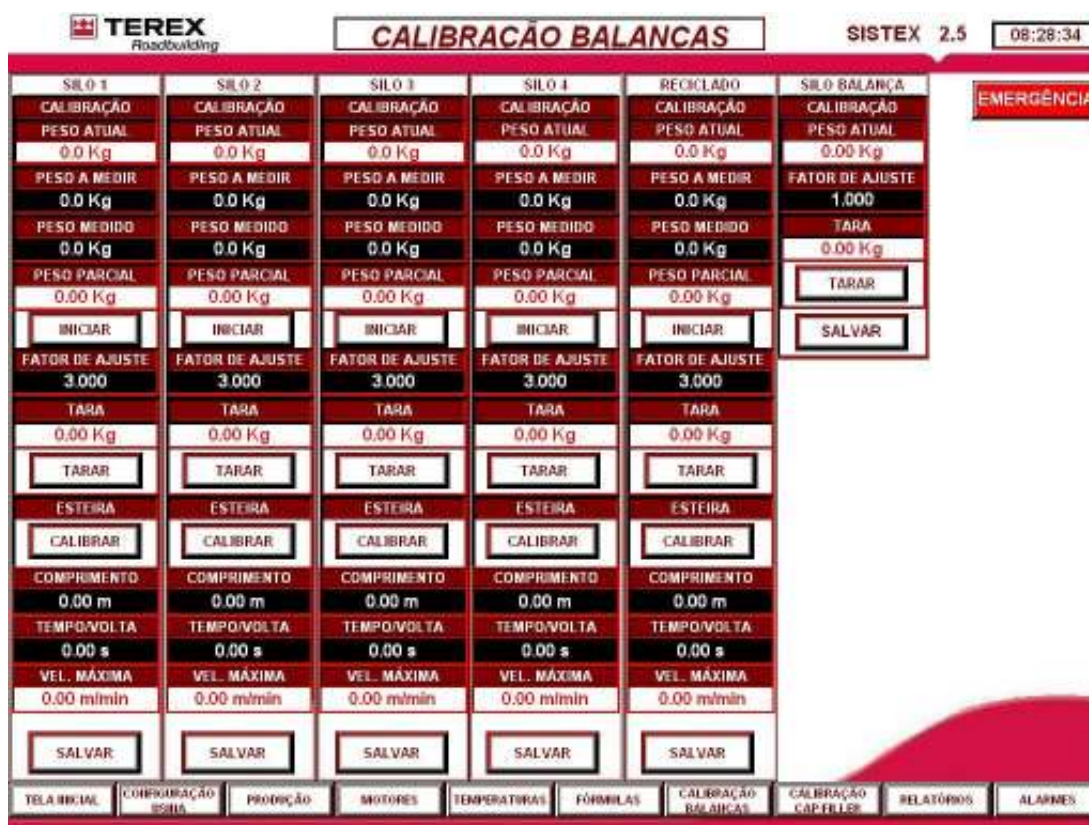 TEREX
Roadbuilding
CALIBRAÇÃO BALANÇAS
SISTEX 2.5
08:28:34
EMERGÊNCIA
SILO 1
CALIBRAÇÃO
PESO ATUAL
0.0 Kg
PESO A MEDIR
0.0 Kg
PESO MEDIDO
0.0 Kg
PESO PARCIAL
0.00 Kg
INICIAR
FATOR DE AJUSTE
3.000
TARA
0.00 Kg
TARAR
ESTEIRA
CALIBRAR
COMPRIMENTO
0.00 m
TEMPO/VOLTA
0.00 s
VEL. MÁXIMA
0.00 m/min
SALVAR
SILO 2
CALIBRAÇÃO
PESO ATUAL
0.0 Kg
PESO A MEDIR
0.0 Kg
PESO MEDIDO
0.0 Kg
PESO PARCIAL
0.00 Kg
INICIAR
FATOR DE AJUSTE
3.000
TARA
0.00 Kg
TARAR
ESTEIRA
CALIBRAR
COMPRIMENTO
0.00 m
TEMPO/VOLTA
0.00 s
VEL. MÁXIMA
0.00 m/min
SALVAR
SILO 3
CALIBRAÇÃO
PESO ATUAL
0.0 Kg
PESO A MEDIR
0.0 Kg
PESO MEDIDO
0.0 Kg
PESO PARCIAL
0.00 Kg
INICIAR
FATOR DE AJUSTE
3.000
TARA
0.00 Kg
TARAR
ESTEIRA
CALIBRAR
COMPRIMENTO
0.00 m
TEMPO/VOLTA
0.00 s
VEL. MÁXIMA
0.00 m/min
SALVAR
SILO 4
CALIBRAÇÃO
PESO ATUAL
0.0 Kg
PESO A MEDIR
0.0 Kg
PESO MEDIDO
0.0 Kg
PESO PARCIAL
0.00 Kg
INICIAR
FATOR DE AJUSTE
3.000
TARA
0.00 Kg
TARAR
ESTEIRA
CALIBRAR
COMPRIMENTO
0.00 m
TEMPO/VOLTA
0.00 s
VEL. MÁXIMA
0.00 m/min
SALVAR
RECICLADO
CALIBRAÇÃO
PESO ATUAL
0.0 Kg
PESO A MEDIR
0.0 Kg
PESO MEDIDO
0.0 Kg
PESO PARCIAL
0.00 Kg
INICIAR
FATOR DE AJUSTE
3.000
TARA
0.00 Kg
TARAR
ESTEIRA
CALIBRAR
COMPRIMENTO
0.00 m
TEMPO/VOLTA
0.00 s
VEL. MÁXIMA
0.00 m/min
SALVAR
SILO BALANÇA
CALIBRAÇÃO
PESO ATUAL
0.00 Kg
FATOR DE AJUSTE
1.000
TARA
0.00 Kg
TARAR
SALVAR
TELA INICIAL
CONFIGURAÇÃO
USINA
PRODUÇÃO
MOTORES
TEMPERATURAS
FÓRMULAS
CALIBRAÇÃO
BALANÇAS
CALIBRAÇÃO
CAP FILLER
RELATÓRIOS
ALARMES